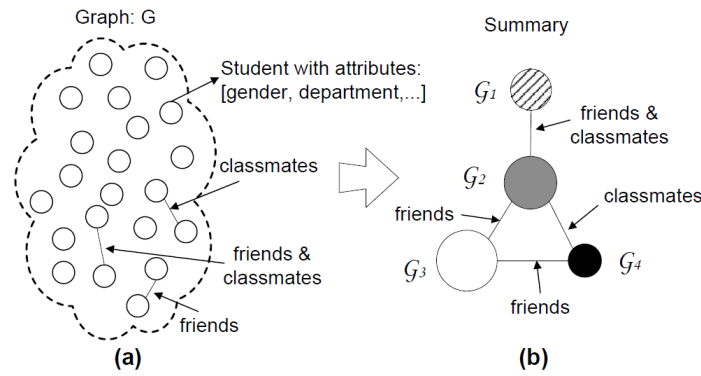 Graph: G
Student with attributes:
[gender, department,...]
classmates
friends &
classmates
friends
(a)
Summary
G1
friends &
classmates
G2
classmates
friends
G3
G4
friends
(b)